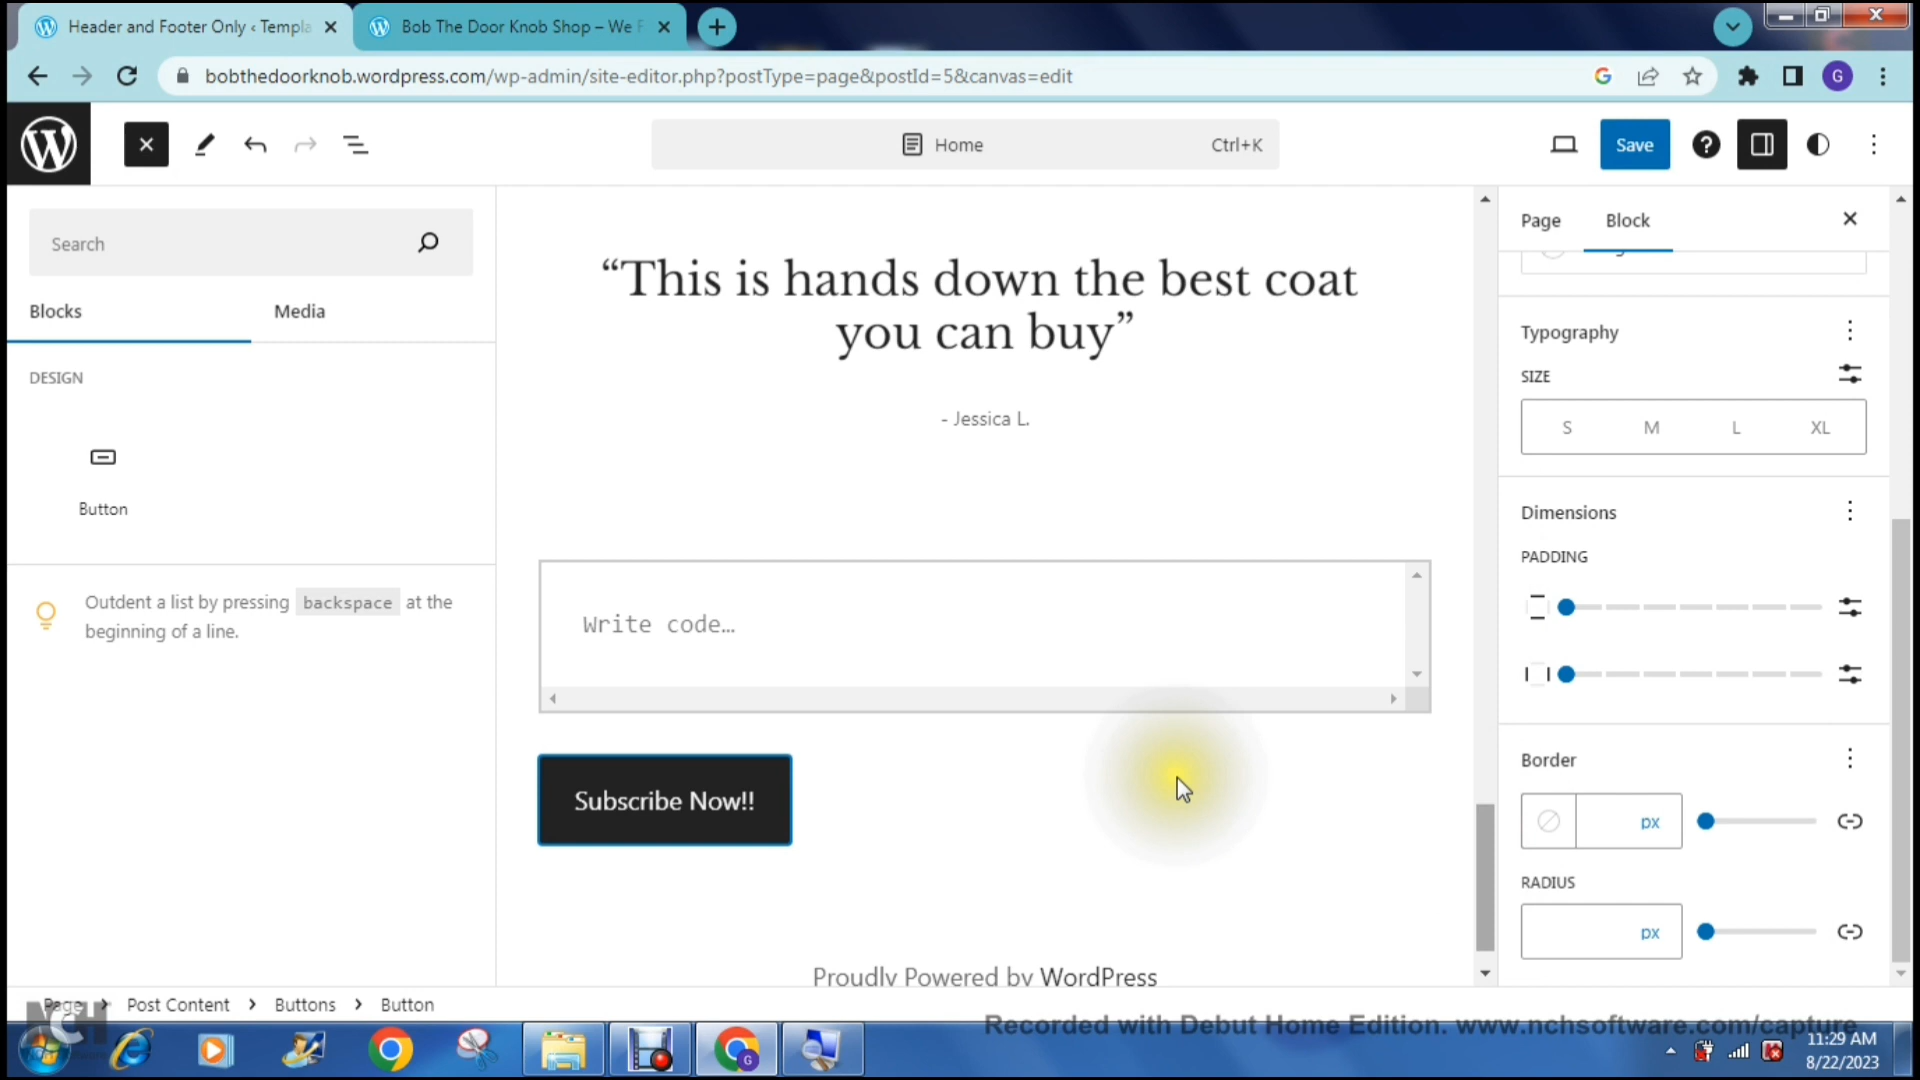 Header and Footer Only ‹ Templa
Bob The Door Knob Shop – We F
bobthedoorknob.wordpress.com/wp-admin/site-editor.php?postType=page&postId=5&canvas=edit
G
Home
Ctrl+K
Save
Search
Blocks
Media
DESIGN
Button
Outdent a list by pressing backspace at the
beginning of a line.
“This is hands down the best coat
you can buy”
- Jessica L.
Write code…
Subscribe Now!!
Proudly Powered by WordPress
Page
Block
Typography
SIZE
S M L XL
Dimensions
PADDING
Border
px
RADIUS
px
Page > Post Content > Buttons > Button
NCH
Recorded with Debut Home Edition. www.nchsoftware.com/capture
G
11:29 AM
8/22/2023